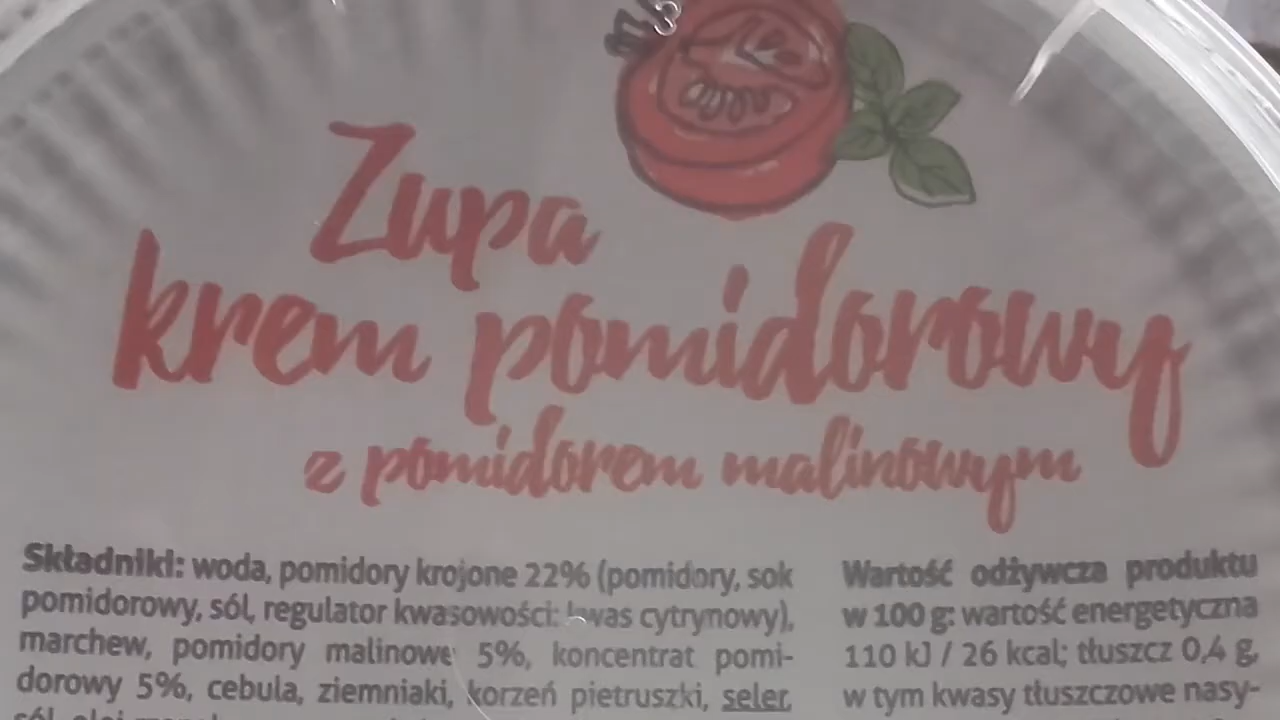 Zupa
krem pomidorowy
z pomidorem malinowym
Składniki: woda, pomidory krojone 22% (pomidory, sok
pomidorowy, sól, regulator kwasowości: kwas cytrynowy),
marchew, pomidory malinowe 5%, koncentrat pomi-
dorowy 5%, cebula, ziemniaki, korzeń pietruszki, seler,
sól, olej
Wartość odżywcza produktu
w 100 g: wartość energetyczna
110 kJ / 26 kcal; tłuszcz 0,4 g,
w tym kwasy tłuszczowe nasy-